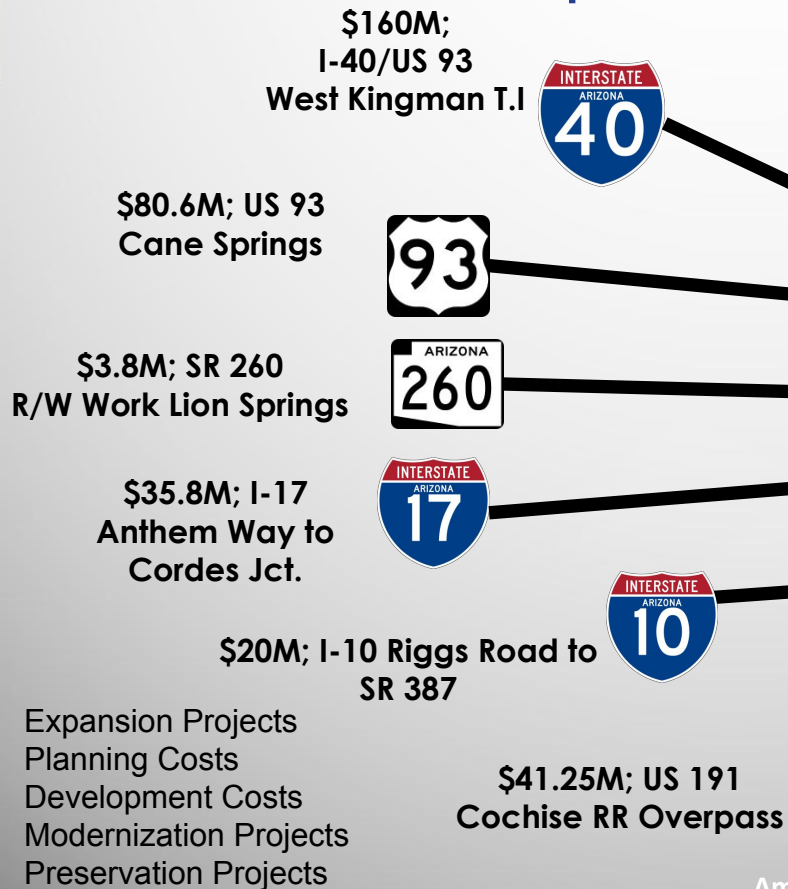 $160M;
I-40/US 93
West Kingman T.I
INTERSTATE
ARIZONA
40
$80.6M; US 93
Cane Springs
93
$3.8M; SR 260
R/W Work Lion Springs
ARIZONA
260
$35.8M; I-17
Anthem Way to
Cordes Jct.
INTERSTATE
ARIZONA
17
$20M; I-10 Riggs Road to
SR 387
INTERSTATE
ARIZONA
10
Expansion Projects
Planning Costs
Development Costs
Modernization Projects
Preservation Projects
$41.25M; US 191
Cochise RR Overpass